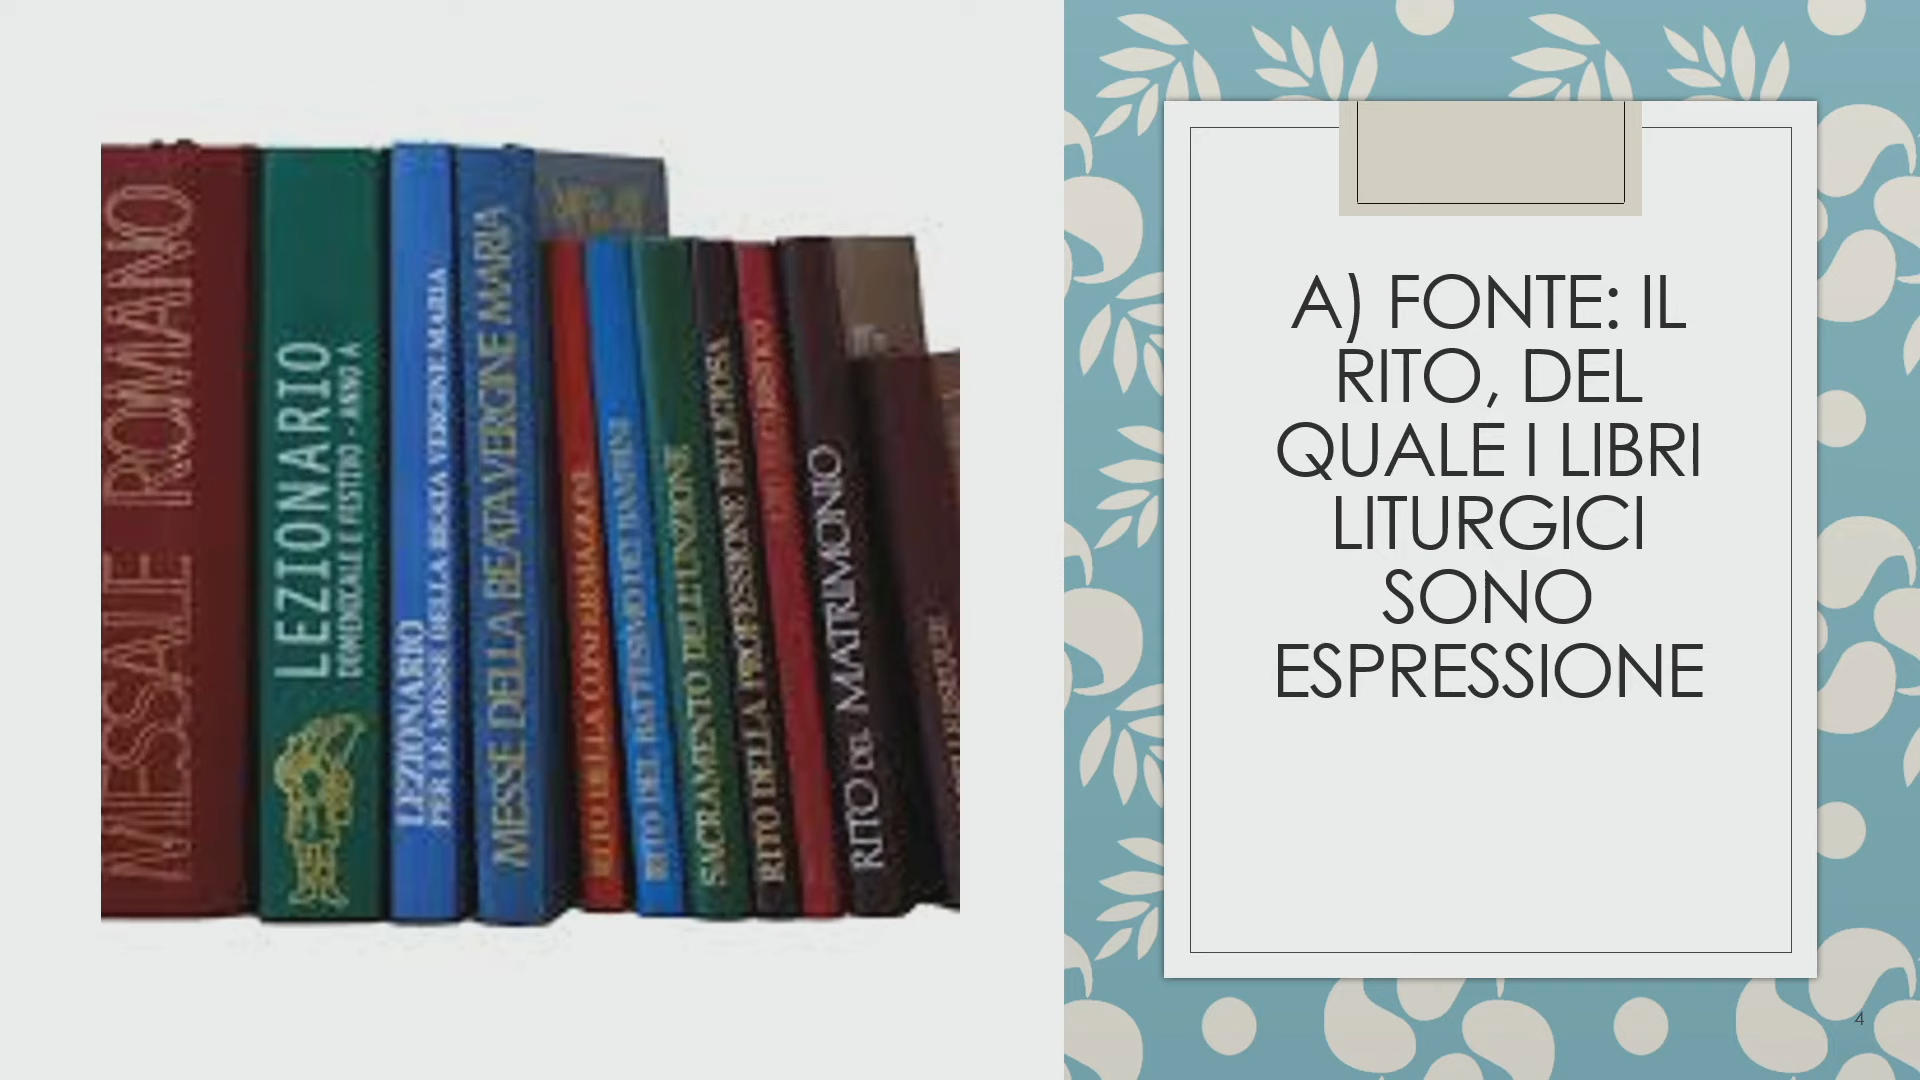 MESSALE ROMANO
LEZIONARIO
DOMENICALE E FESTIVO - ANNO A
LEZIONARIO
PER LE MESSE DELLA BEATA VERGINE MARIA
MESSE DELLA BEATA VERGINE MARIA
RITO DELLA CONFERMAZIONE
RITO DEL BATTESIMO DEI BAMBINI
SACRAMENTO DELL'UNZIONE
RITO DELLA PROFESSIONE RELIGIOSA
RITO DEL MATRIMONIO
A) FONTE: IL
RITO, DEL
QUALE I LIBRI
LITURGICI
SONO
ESPRESSIONE
4